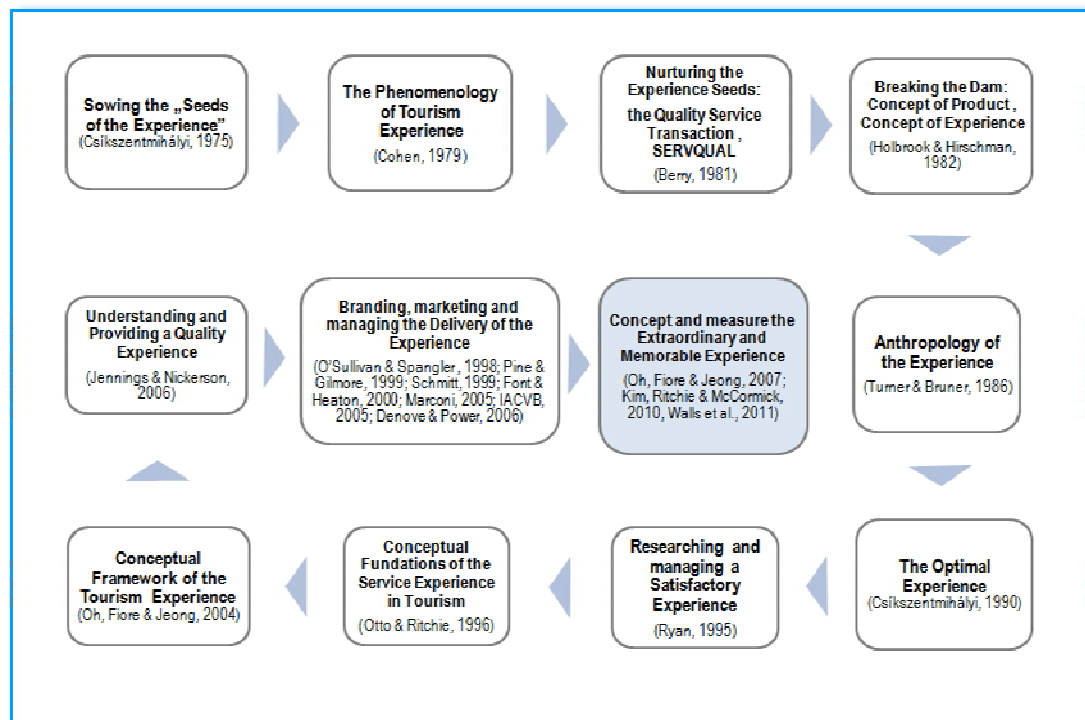 Sowing the „Seeds
of the Experience”
(Csíkszentmihályi, 1975)
The Phenomenology
of Tourism
Experience
(Cohen, 1979)
Nurturing the
Experience Seeds:
the Quality Service
Transaction ,
SERVQUAL
(Berry, 1981)
Breaking the Dam:
Concept of Product ,
Concept of Experience
(Holbrook & Hirschman,
1982)
Understanding and
Providing a Quality
Experience
(Jennings & Nickerson,
2006)
Branding, marketing and
managing the Delivery of the
Experience
(O'Sullivan & Spangler, 1998; Pine &
Gilmore, 1999; Schmitt, 1999; Font &
Heaton, 2000; Marconi, 2005; IACVB,
2005; Denove & Power, 2006)
Concept and measure the
Extraordinary and
Memorable Experience
(Oh, Fiore & Jeong, 2007;
Kim, Ritchie & McCormick,
2010, Walls et al., 2011)
Anthropology of
the Experience
(Turner & Bruner, 1986)
Conceptual
Framework of the
Tourism Experience
(Oh, Fiore & Jeong, 2004)
Conceptual
Fundations of the
Service Experience
in Tourism
(Otto & Ritchie, 1996)
Researching and
managing a
Satisfactory
Experience
(Ryan, 1995)
The Optimal
Experience
(Csíkszentmihályi, 1990)